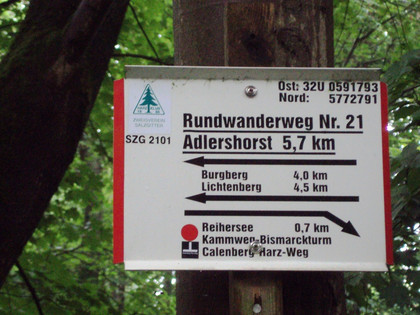 Ost: 32U 0591793
Nord: 5772791
SZG 2101
Rundwanderweg Nr. 21
Adlershorst 5,7 km
Burgberg 4,0 km
Lichtenberg 4,5 km
Reihersee 0,7 km
Kammweg-Bismarckturm
Calenberg-Harz-Weg